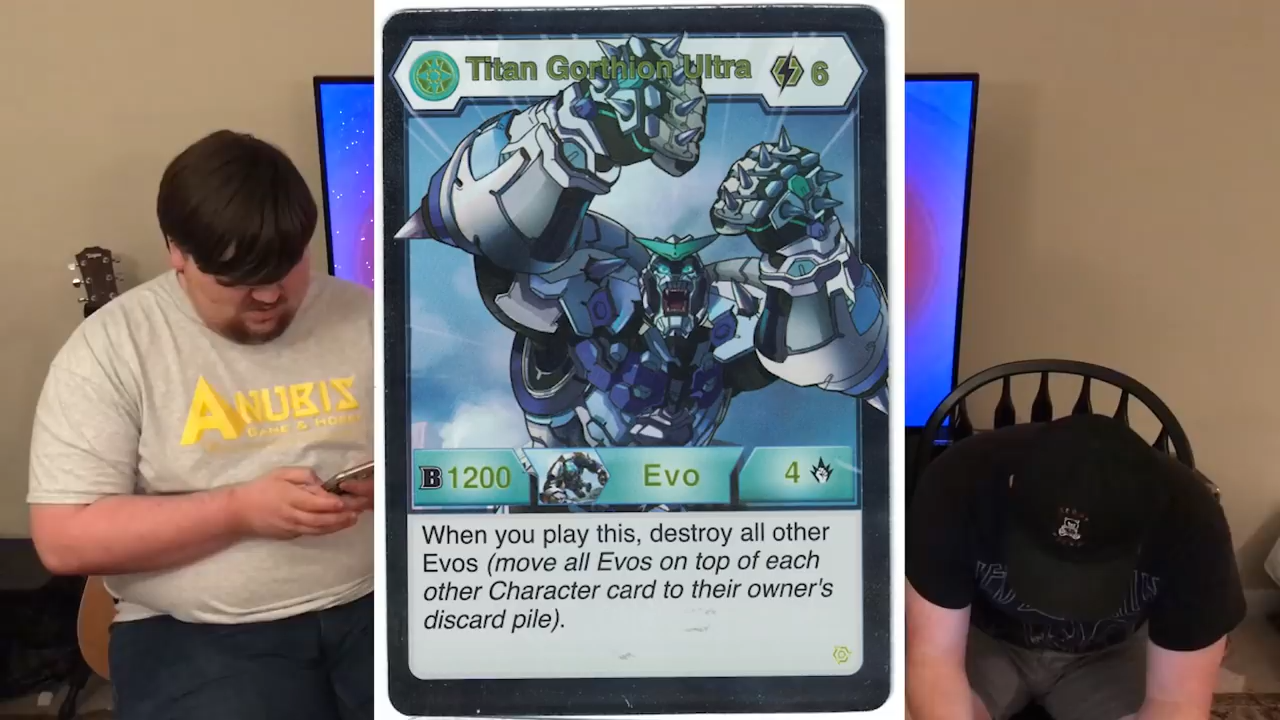 Titan Gorthion Ultra 6
ANUBIS
GAME & HOBBY
B 1200 Evo 4
When you play this, destroy all other
Evos (move all Evos on top of each
other Character card to their owner's
discard pile).